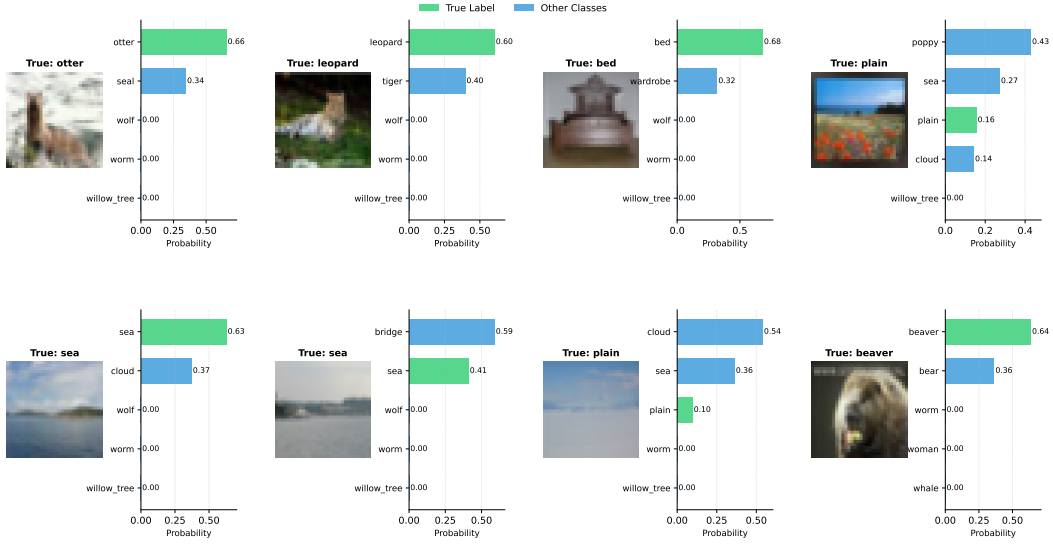 True Label Other Classes
True: otter
otter 0.66
seal 0.34
wolf 0.00
worm 0.00
willow_tree 0.00
0.00 0.25 0.50
Probability
True: leopard
leopard 0.60
tiger 0.40
wolf 0.00
worm 0.00
willow_tree 0.00
0.00 0.25 0.50
Probability
True: bed
bed 0.68
wardrobe 0.32
wolf 0.00
worm 0.00
willow_tree 0.00
0.0 0.5
Probability
True: plain
poppy 0.43
sea 0.27
plain 0.16
cloud 0.14
willow_tree 0.00
0.0 0.2 0.4
Probability
True: sea
sea 0.63
cloud 0.37
wolf 0.00
worm 0.00
willow_tree 0.00
0.00 0.25 0.50
Probability
True: sea
bridge 0.59
sea 0.41
wolf 0.00
worm 0.00
willow_tree 0.00
0.00 0.25 0.50
Probability
True: plain
cloud 0.54
sea 0.36
plain 0.10
worm 0.00
willow_tree 0.00
0.00 0.25 0.50
Probability
True: beaver
beaver 0.64
bear 0.36
worm 0.00
woman 0.00
whale 0.00
0.00 0.25 0.50
Probability